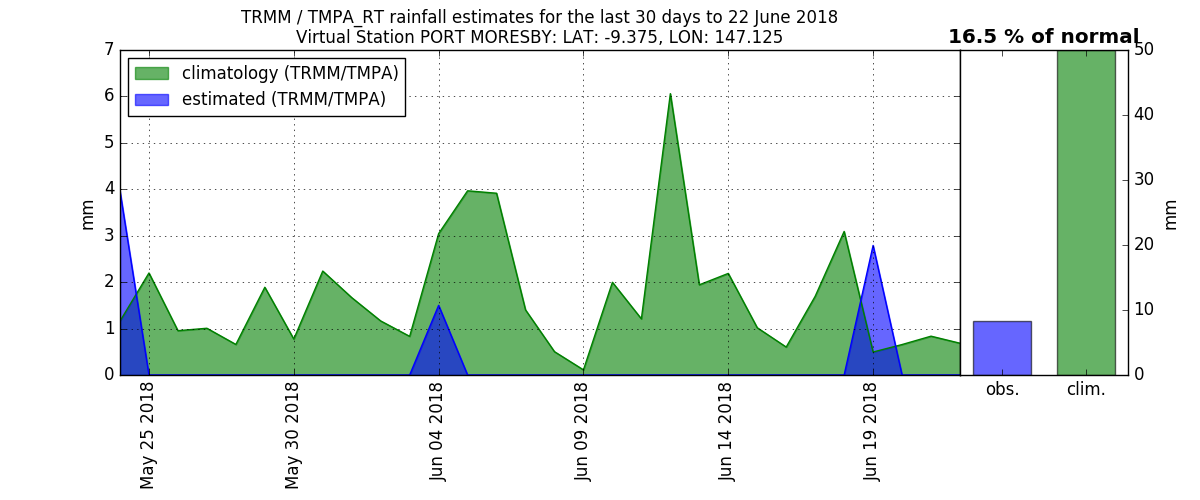 TRMM / TMPA_RT rainfall estimates for the last 30 days to 22 June 2018
Virtual Station PORT MORESBY: LAT: -9.375, LON: 147.125
16.5 % of normal
climatology (TRMM/TMPA)
estimated (TRMM/TMPA)
7
6
5
4
3
2
1
0
mm
May 25 2018
May 30 2018
Jun 04 2018
Jun 09 2018
Jun 14 2018
Jun 19 2018
obs.
clim.
50
40
30
20
10
0
mm